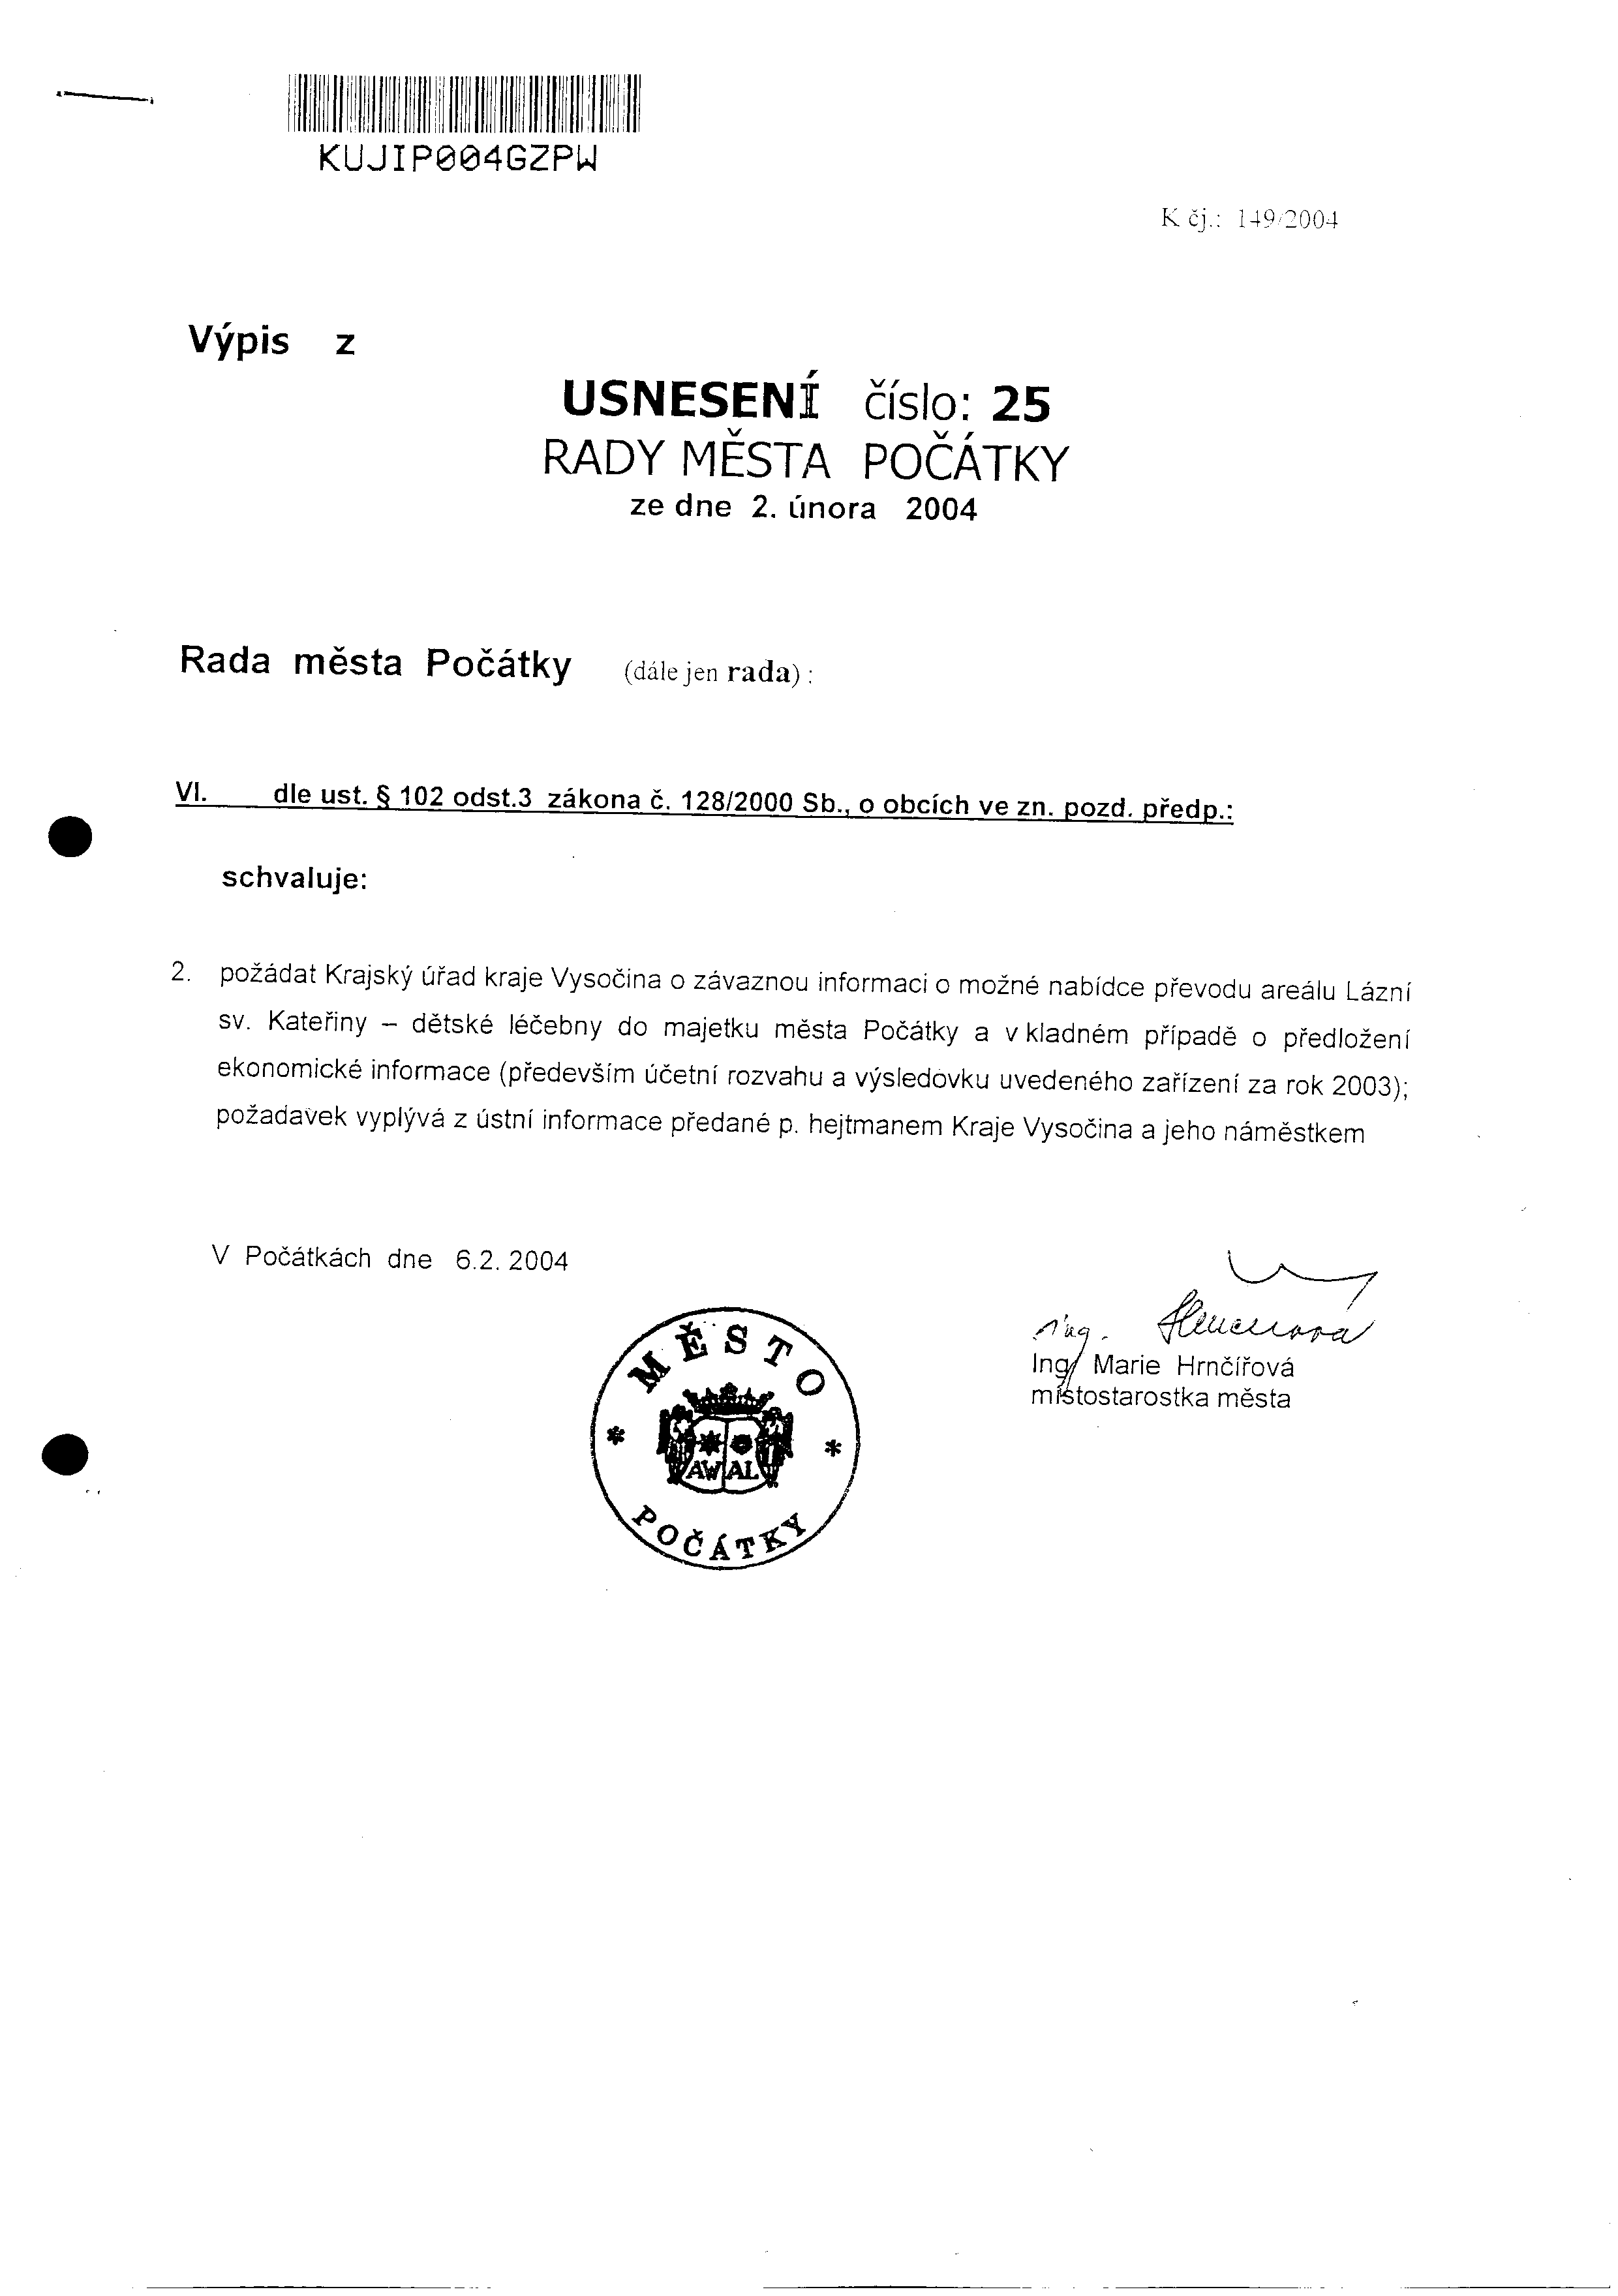 KUJIP004GZPW
K čj.: 149/2004
Výpis z
USNESENÍ číslo: 25
RADY MĚSTA POČÁTKY
ze dne 2. února 2004
Rada města Počátky (dále jen rada) :
VI. dle ust. § 102 odst.3 zákona č. 128/2000 Sb., o obcích ve zn. pozd. předp.:
schvaluje:
2. požádat Krajský úřad kraje Vysočina o závaznou informaci o možné nabídce převodu areálu Lázní
sv. Kateřiny – dětské léčebny do majetku města Počátky a v kladném případě o předložení
ekonomické informace (především účetní rozvahu a výsledovku uvedeného zařízení za rok 2003);
požadavek vyplývá z ústní informace předané p. hejtmanem Kraje Vysočina a jeho náměstkem
V Počátkách dne 6.2. 2004
Ing. Hrnčířová
Ing. Marie Hrnčířová
místostarostka města
* MĚSTO *
AW AL
POČÁTKY